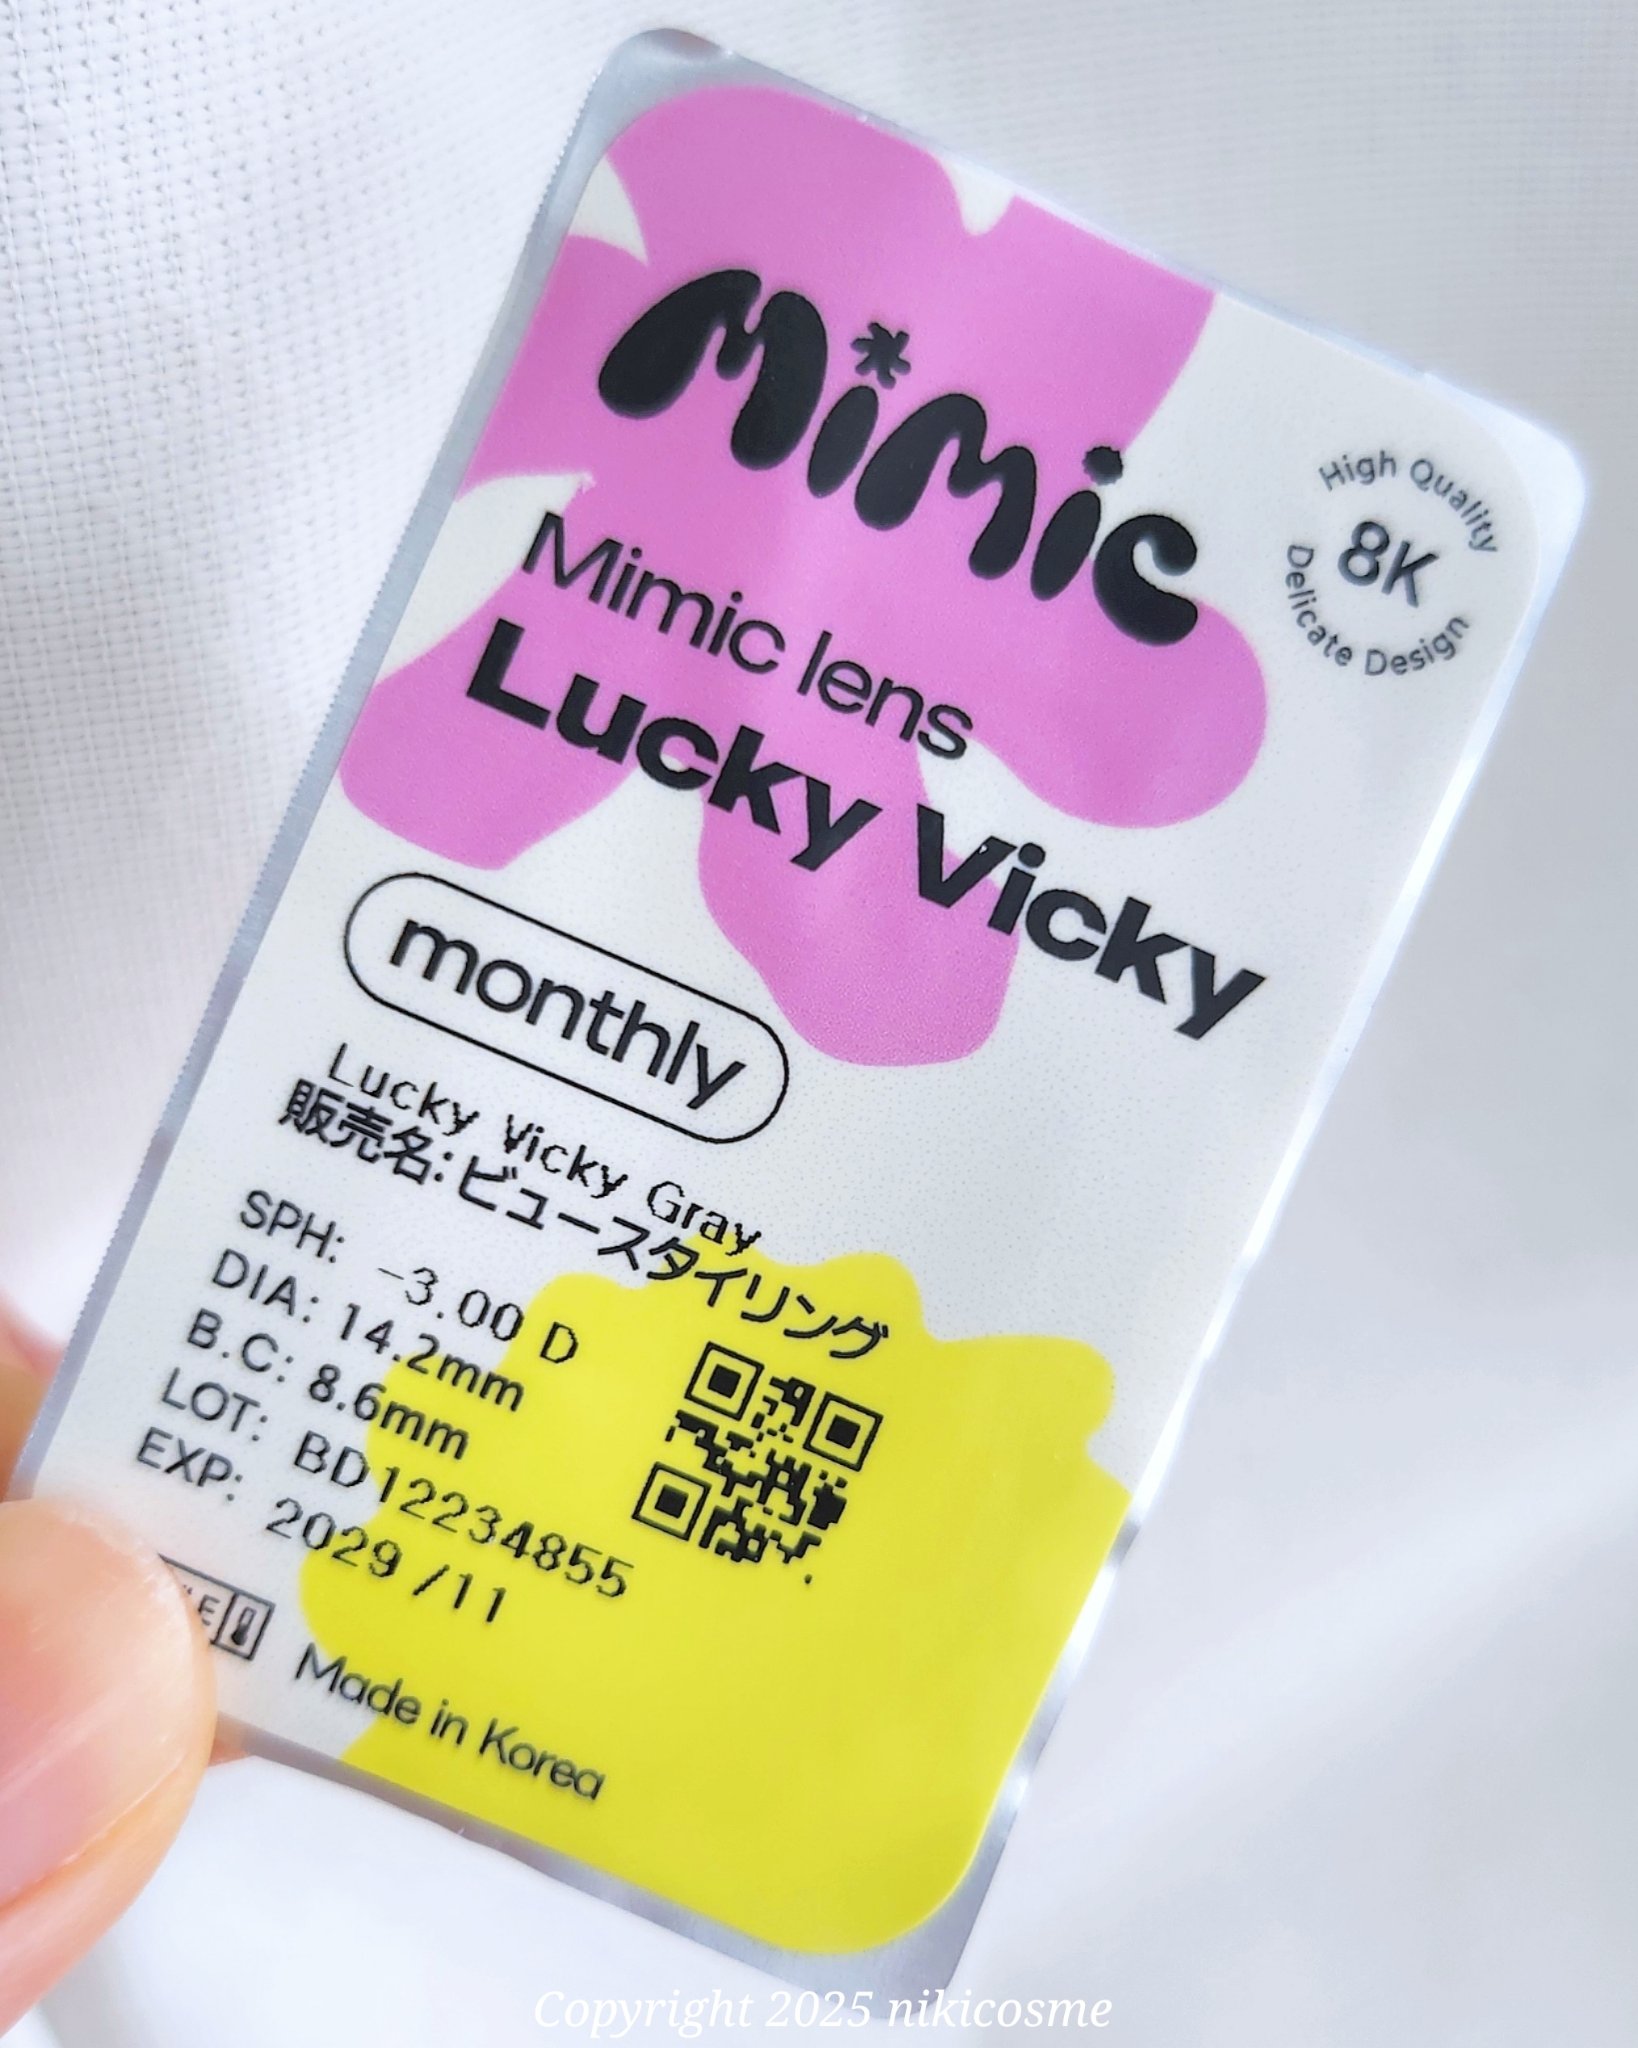 Mimic
High Quality
8K
Delicate Design
Mimic lens
Lucky Vicky
monthly
Lucky Vicky Gray
販売名: ビュースタイリング
SPH: -3.00 D
DIA: 14.2mm
B.C: 8.6mm
LOT: BD12234855
EXP: 2029 /11
Made in Korea
Copyright 2025 nikicosme